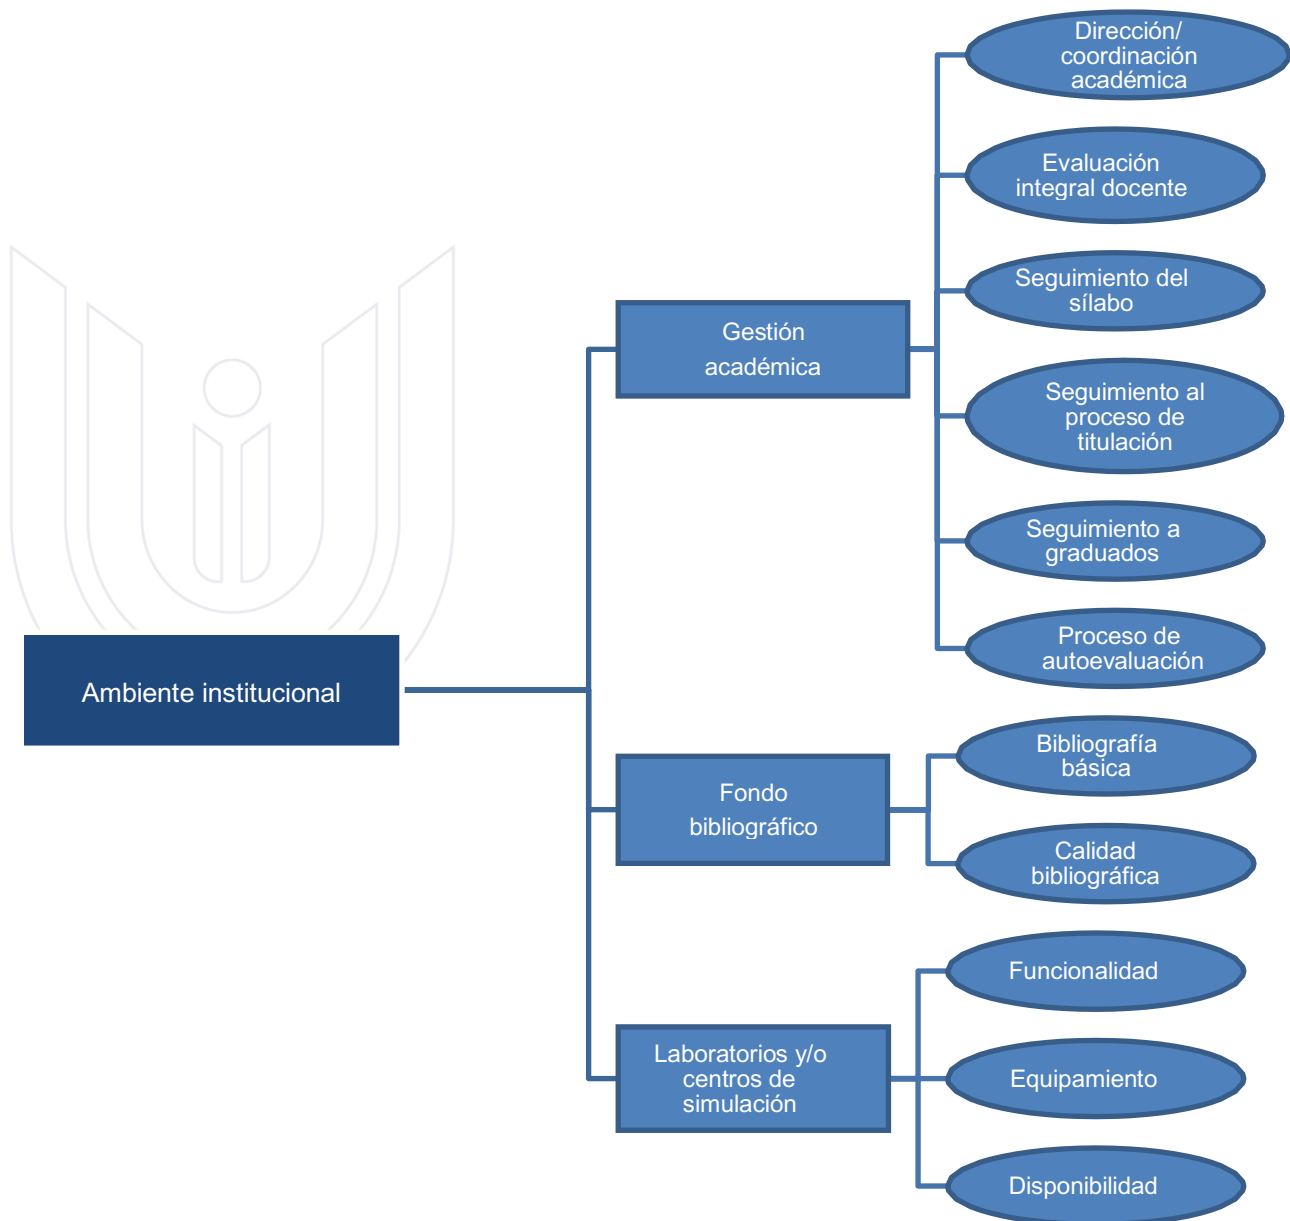 Dirección/
coordinación
académica
Evaluación
integral docente
Seguimiento del
sílabo
Gestión
académica
Seguimiento al
proceso de
titulación
Seguimiento a
graduados
Proceso de
autoevaluación
Ambiente institucional
Bibliografía
básica
Fondo
bibliográfico
Calidad
bibliográfica
Funcionalidad
Laboratorios y/o
centros de
simulación
Equipamiento
Disponibilidad